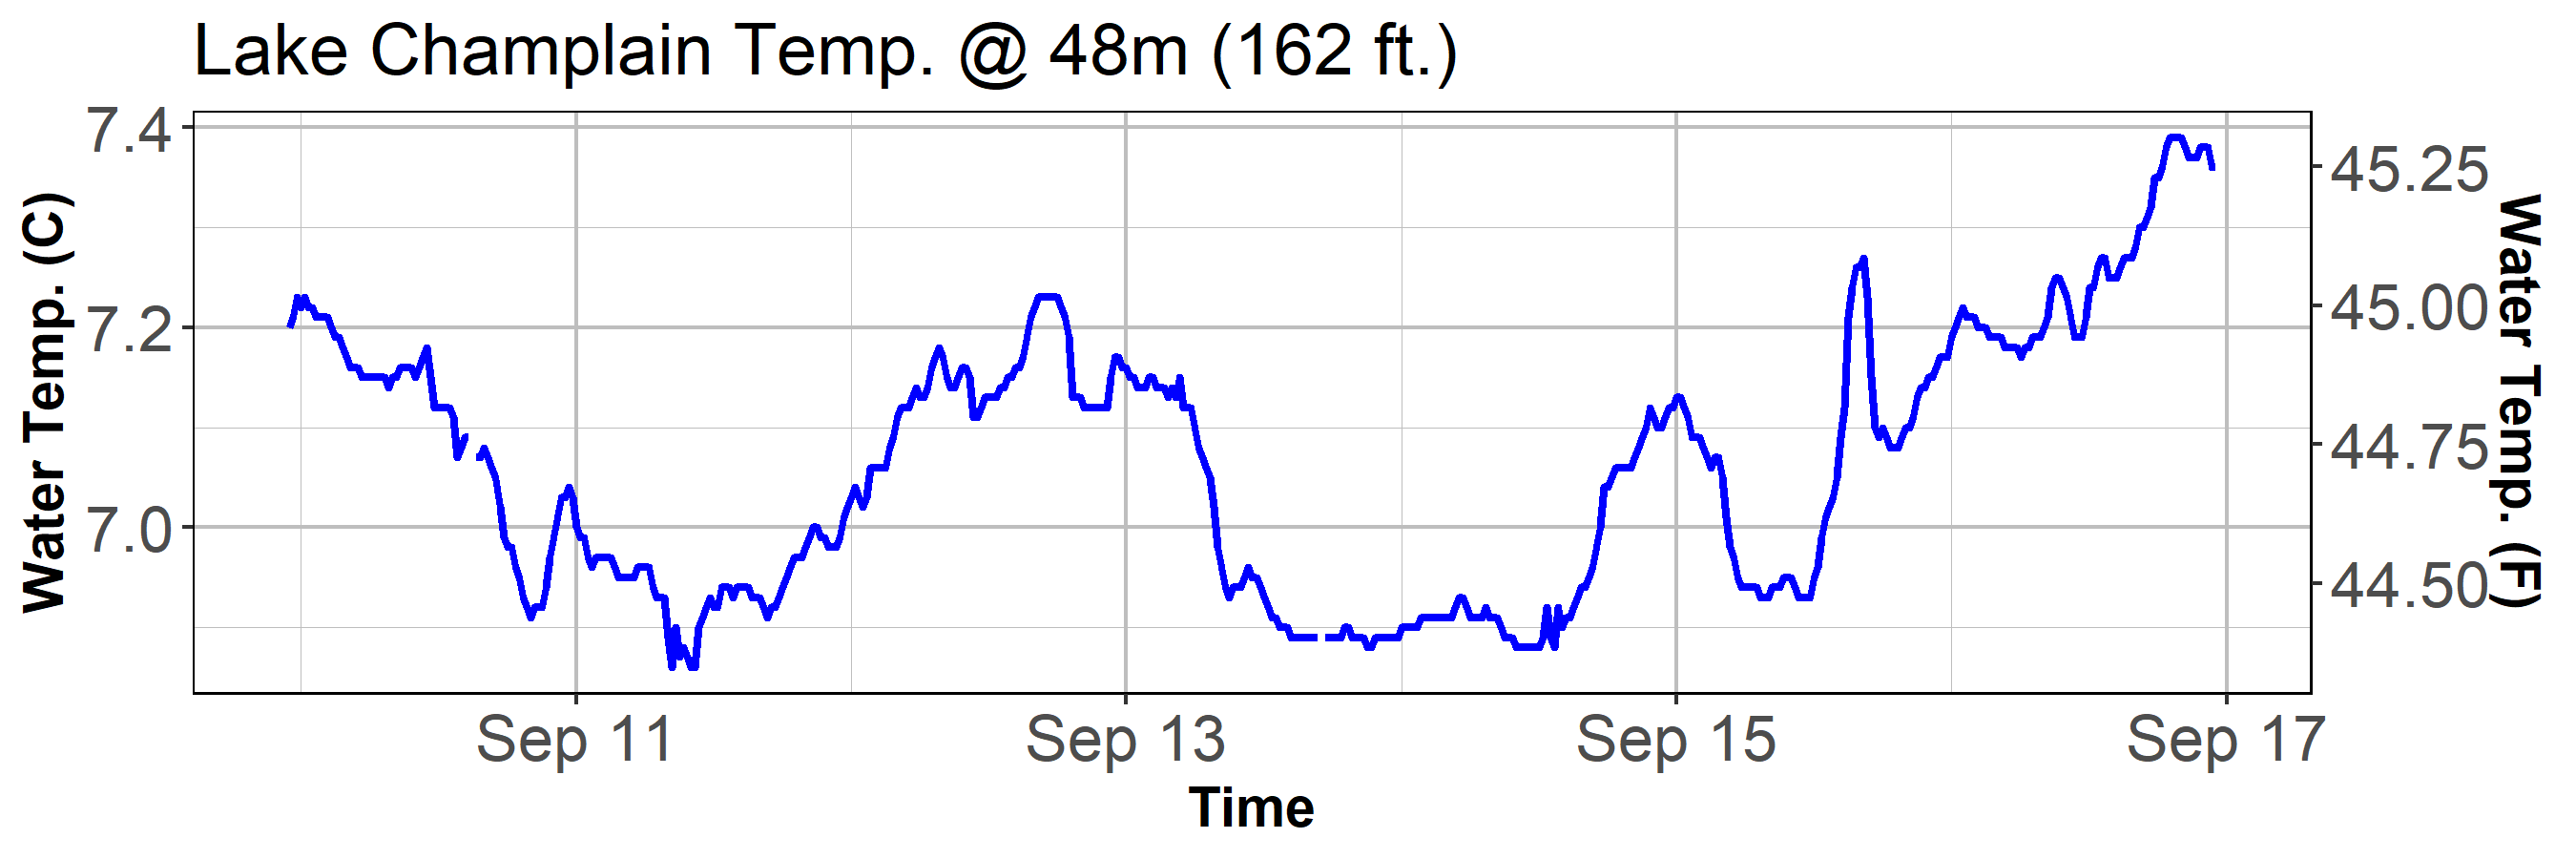 Lake Champlain Temp. @ 48m (162 ft.)
Water Temp. (C)
7.4
7.2
7.0
45.25
45.00
44.75
44.50
Water Temp. (F)
Sep 11
Sep 13
Sep 15
Sep 17
Time